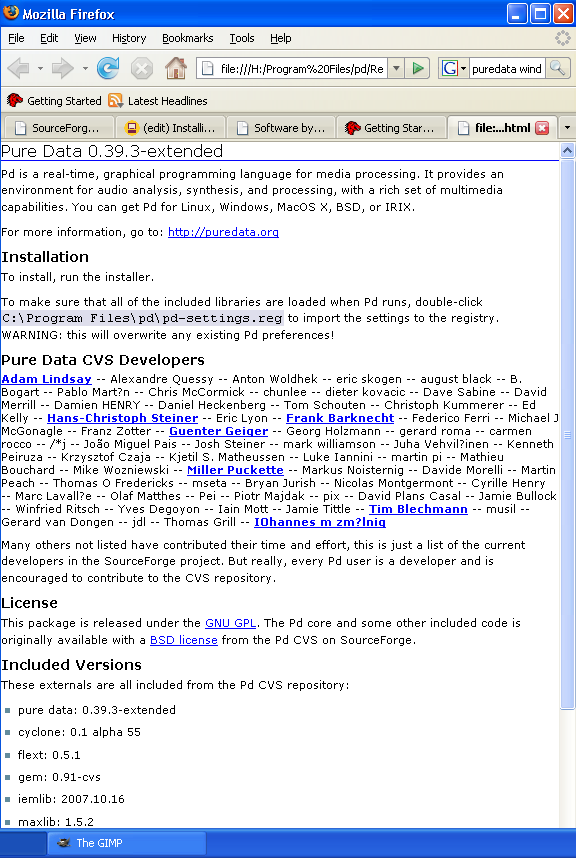 Mozilla Firefox
File Edit View History Bookmarks Tools Help
file:///H:/Program%20Files/pd/Re
puredata wind
Getting Started Latest Headlines
SourceForg... (edit) Installi... Software by... Getting Star... file:...html
Pure Data 0.39.3-extended
Pd is a real-time, graphical programming language for media processing. It provides an
environment for audio analysis, synthesis, and processing, with a rich set of multimedia
capabilities. You can get Pd for Linux, Windows, MacOS X, BSD, or IRIX.
For more information, go to: http://puredata.org
Installation
To install, run the installer.
To make sure that all of the included libraries are loaded when Pd runs, double-click
C:\Program Files\pd\pd-settings.reg to import the settings to the registry.
WARNING: this will overwrite any existing Pd preferences!
Pure Data CVS Developers
Adam Lindsay -- Alexandre Quessy -- Anton Woldhek -- eric skogen -- august black -- B.
Bogart -- Pablo Mart?n -- Chris McCormick -- chunlee -- dieter kovacic -- Dave Sabine -- David
Merrill -- Damien HENRY -- Daniel Heckenberg -- Tom Schouten -- Christoph Kummerer -- Ed
Kelly -- Hans-Christoph Steiner -- Eric Lyon -- Frank Barknecht -- Federico Ferri -- Michael J
McGonagle -- Franz Zotter -- Guenter Geiger -- Georg Holzmann -- gerard roma -- carmen
rocco -- /*j -- João Miguel Pais -- Josh Steiner -- mark williamson -- Juha Vehvil?inen -- Kenneth
Peiruza -- Krzysztof Czaja -- Kjetil S. Matheussen -- Luke Iannini -- martin pi -- Mathieu
Bouchard -- Mike Wozniewski -- Miller Puckette -- Markus Noisternig -- Davide Morelli -- Martin
Peach -- Thomas O Fredericks -- mseta -- Bryan Jurish -- Nicolas Montgermont -- Cyrille Henry
-- Marc Lavall?e -- Olaf Matthes -- Pei -- Piotr Majdak -- pix -- David Plans Casal -- Jamie Bullock
-- Winfried Ritsch -- Yves Degoyon -- Iain Mott -- Jamie Tittle -- Tim Blechmann -- musil --
Gerard van Dongen -- jdl -- Thomas Grill -- IOhannes m zm?lnig
Many others not listed have contributed their time and effort, this is just a list of the current
developers in the SourceForge project. But really, every Pd user is a developer and is
encouraged to contribute to the CVS repository.
License
This package is released under the GNU GPL. The Pd core and some other included code is
originally available with a BSD license from the Pd CVS on SourceForge.
Included Versions
These externals are all included from the Pd CVS repository:
pure data: 0.39.3-extended
cyclone: 0.1 alpha 55
flext: 0.5.1
gem: 0.91-cvs
iemlib: 2007.10.16
maxlib: 1.5.2
The GIMP